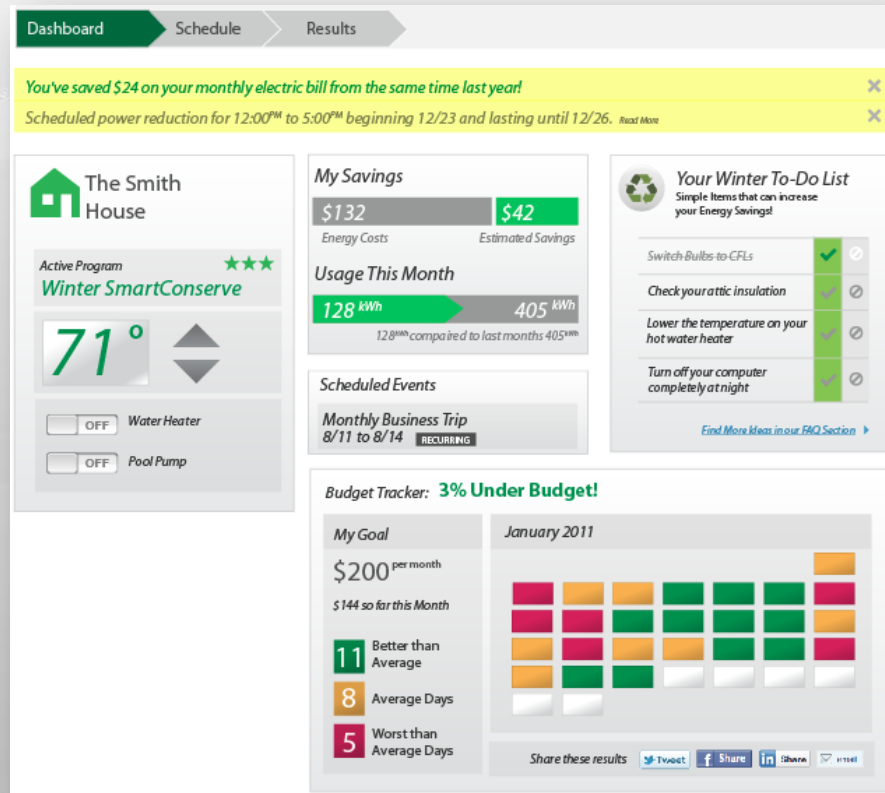 Dashboard
Schedule
Results
You've saved $24 on your monthly electric bill from the same time last year!
Scheduled power reduction for 12:00PM to 5:00PM beginning 12/23 and lasting until 12/26. Read More
The Smith
House
Active Program
Winter SmartConserve
71°
OFF Water Heater
OFF Pool Pump
My Savings
$132 $42
Energy Costs Estimated Savings
Usage This Month
128 kWh 405 kWh
128kWh compaired to last months 405kWh
Scheduled Events
Monthly Business Trip
8/11 to 8/14 RECURRING
Your Winter To-Do List
Simple Items that can increase
your Energy Savings!
Switch Bulbs to CFLs
Check your attic insulation
Lower the temperature on your
hot water heater
Turn off your computer
completely at night
Find More Ideas in our FAQ Section
Budget Tracker: 3% Under Budget!
My Goal
$200 per month
$144 so far this Month
11 Better than
Average
8 Average Days
5 Worst than
Average Days
January 2011
Share these results Tweet f Share in Share email